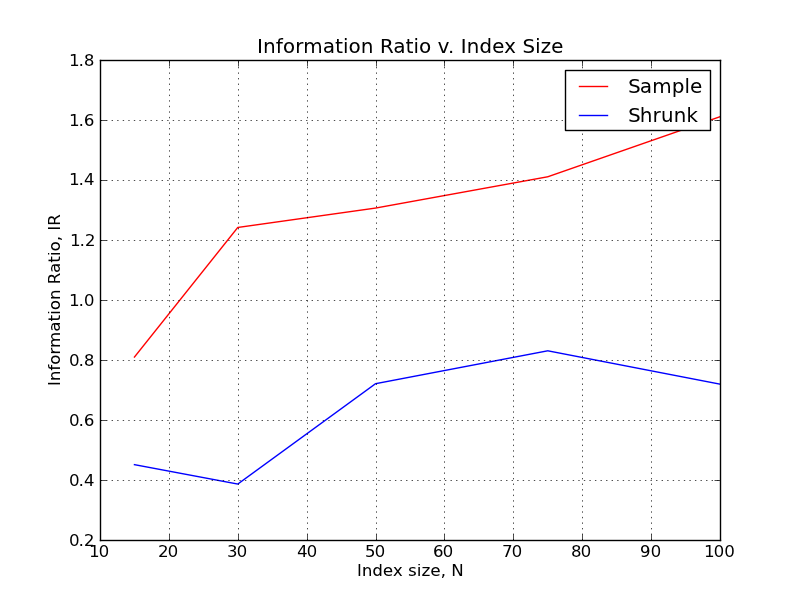 Information Ratio v. Index Size
1.8
1.6
1.4
1.2
1.0
0.8
0.6
0.4
0.2
Information Ratio, IR
Sample
Shrunk
10 20 30 40 50 60 70 80 90 100
Index size, N